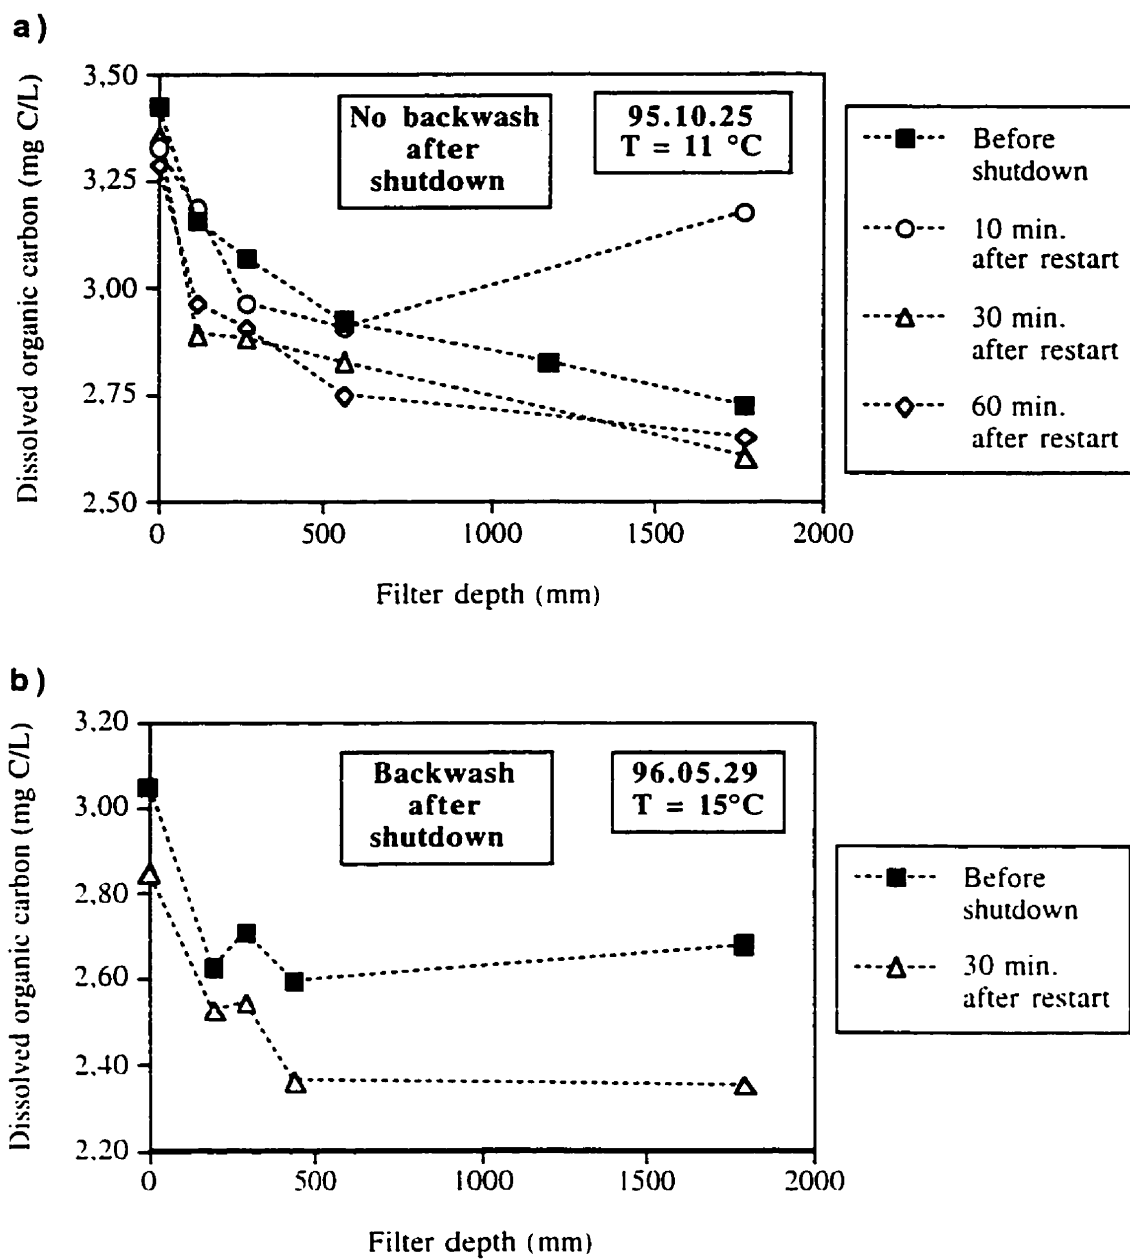 a)
Dissolved organic carbon (mg C/L)
3,50
3.25
3.00
2.75
2.50
0
500
1000
1500
2000
Filter depth (mm)
No backwash
after
shutdown
95.10.25
T = 11 °C
Before
shutdown
10 min.
after restart
30 min.
after restart
60 min.
after restart
b)
Dissolved organic carbon (mg C/L)
3.20
3.00
2.80
2.60
2.40
2.20
0
500
1000
1500
2000
Filter depth (mm)
Backwash
after
shutdown
96.05.29
T = 15°C
Before
shutdown
30 min.
after restart